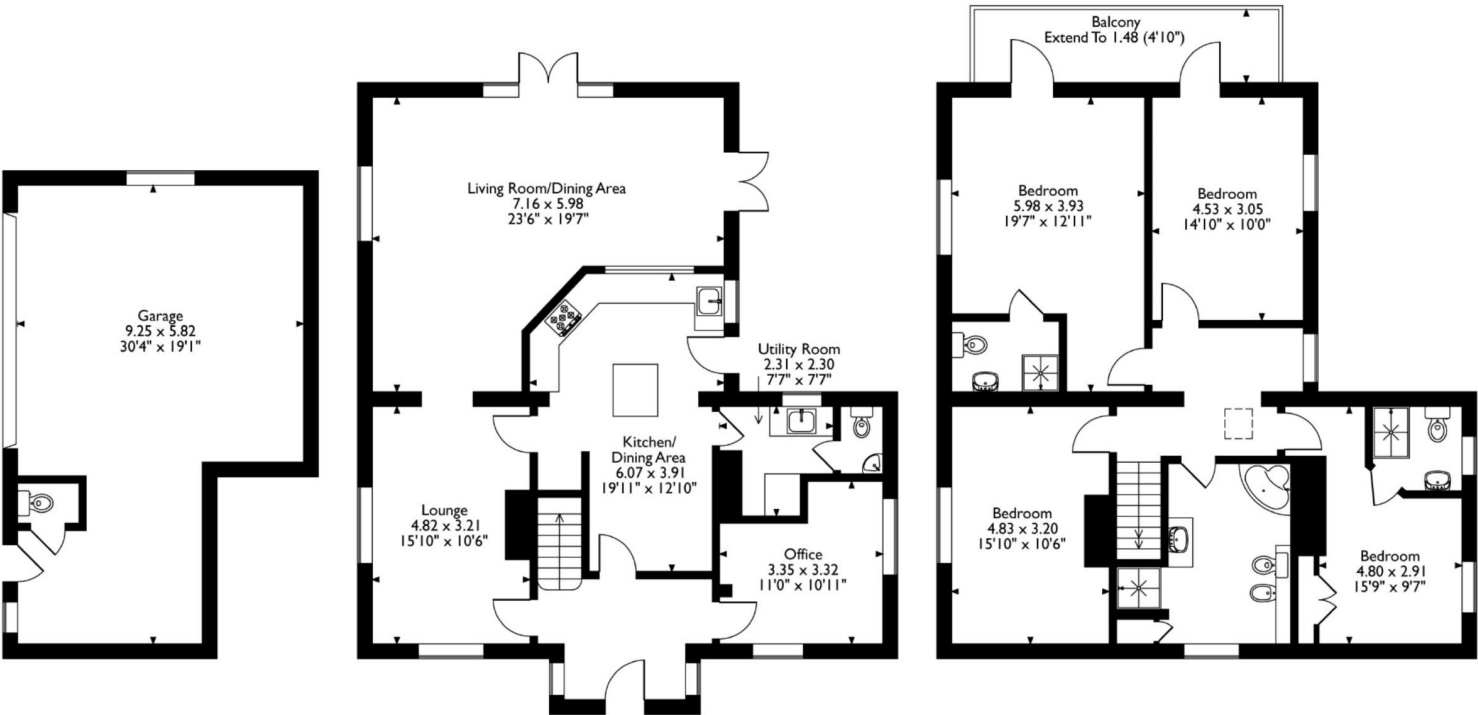 Garage
9.25 x 5.82
30'4" x 19'1"
Living Room/Dining Area
7.16 x 5.98
23'6" x 19'7"
Utility Room
2.31 x 2.30
7'7" x 7'7"
Kitchen/
Dining Area
6.07 x 3.91
19'11" x 12'10"
Lounge
4.82 x 3.21
15'10" x 10'6"
Office
3.35 x 3.32
11'0" x 10'11"
Balcony
Extend To 1.48 (4'10")
Bedroom
5.98 x 3.93
19'7" x 12'11"
Bedroom
4.53 x 3.05
14'10" x 10'0"
Bedroom
4.83 x 3.20
15'10" x 10'6"
Bedroom
4.80 x 2.91
15'9" x 9'7"